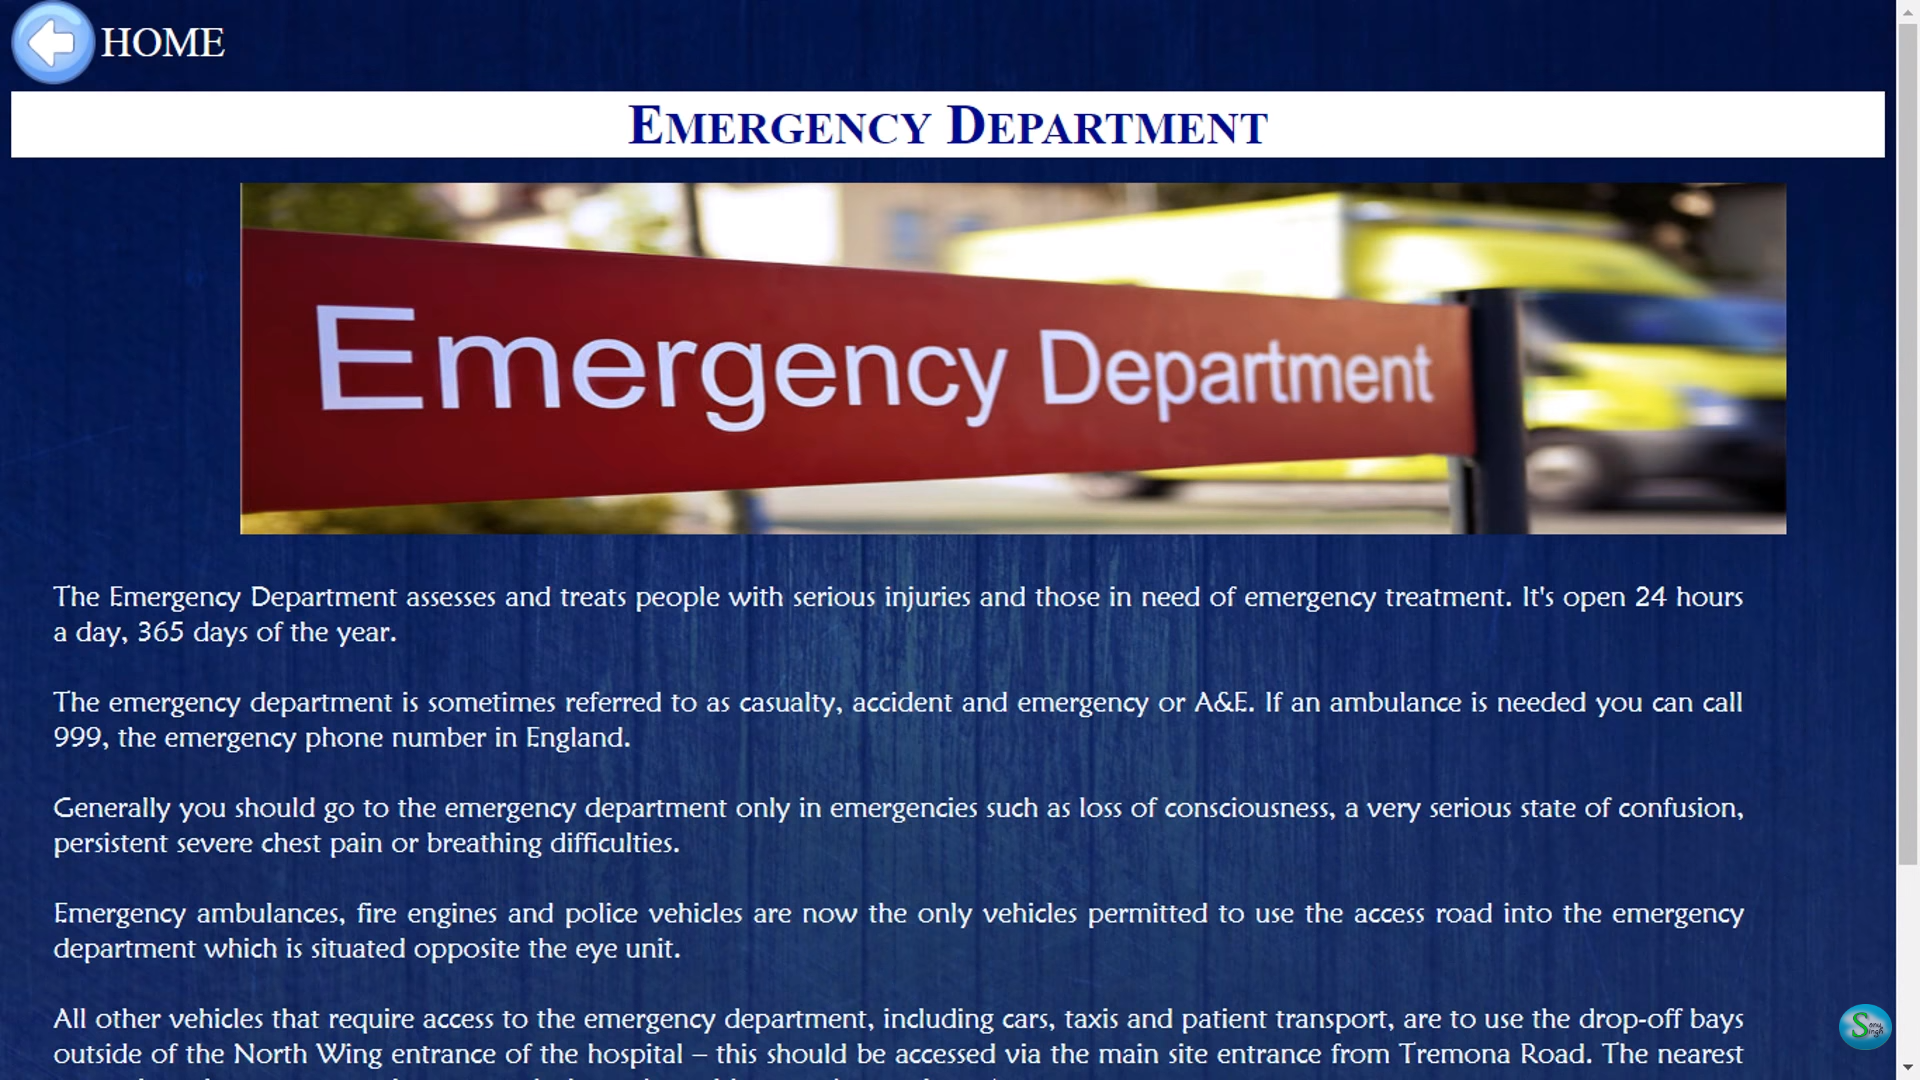 HOME
Emergency Department
Emergency Department
The Emergency Department assesses and treats people with serious injuries and those in need of emergency treatment. It's open 24 hours
a day, 365 days of the year.
The emergency department is sometimes referred to as casualty, accident and emergency or A&E. If an ambulance is needed you can call
999, the emergency phone number in England.
Generally you should go to the emergency department only in emergencies such as loss of consciousness, a very serious state of confusion,
persistent severe chest pain or breathing difficulties.
Emergency ambulances, fire engines and police vehicles are now the only vehicles permitted to use the access road into the emergency
department which is situated opposite the eye unit.
All other vehicles that require access to the emergency department, including cars, taxis and patient transport, are to use the drop-off bays
outside of the North Wing entrance of the hospital – this should be accessed via the main site entrance from Tremona Road. The nearest